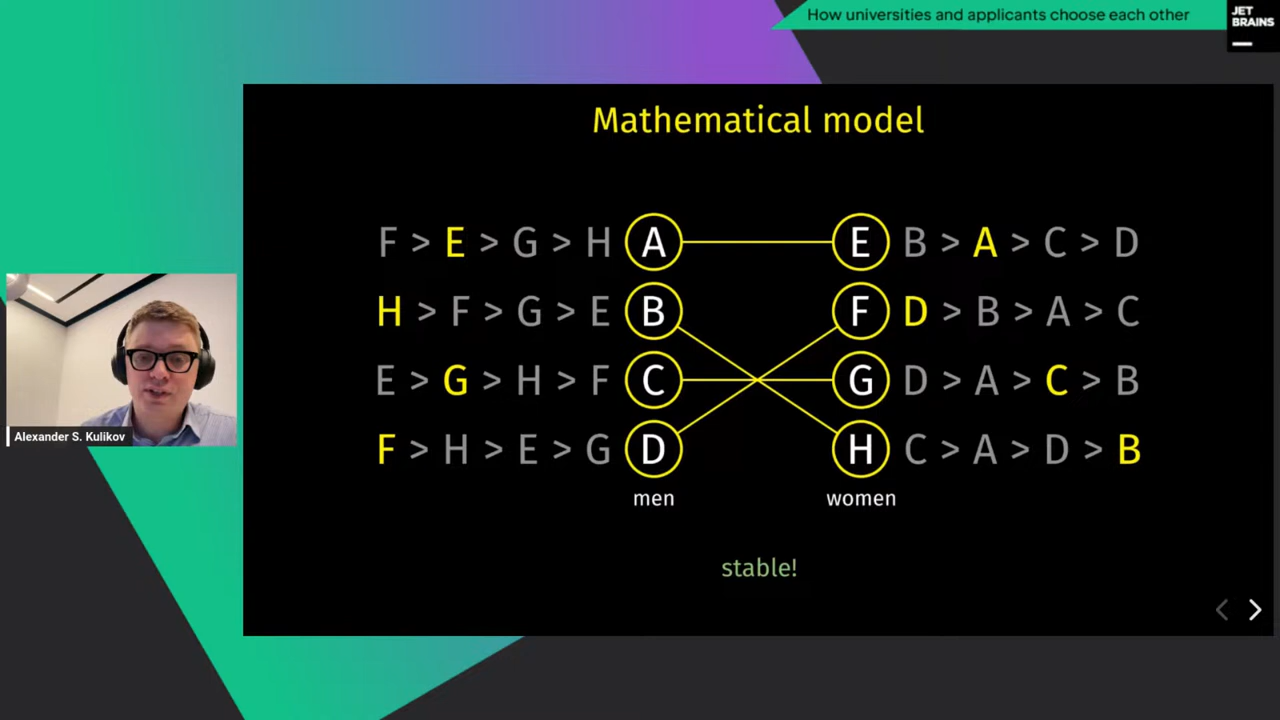 How universities and applicants choose each other
JET
BRAINS
Mathematical model
F > E > G > H A E B > A > C > D
H > F > G > E B F D > B > A > C
E > G > H > F C G D > A > C > B
F > H > E > G D H C > A > D > B
men women
stable!
Alexander S. Kulikov